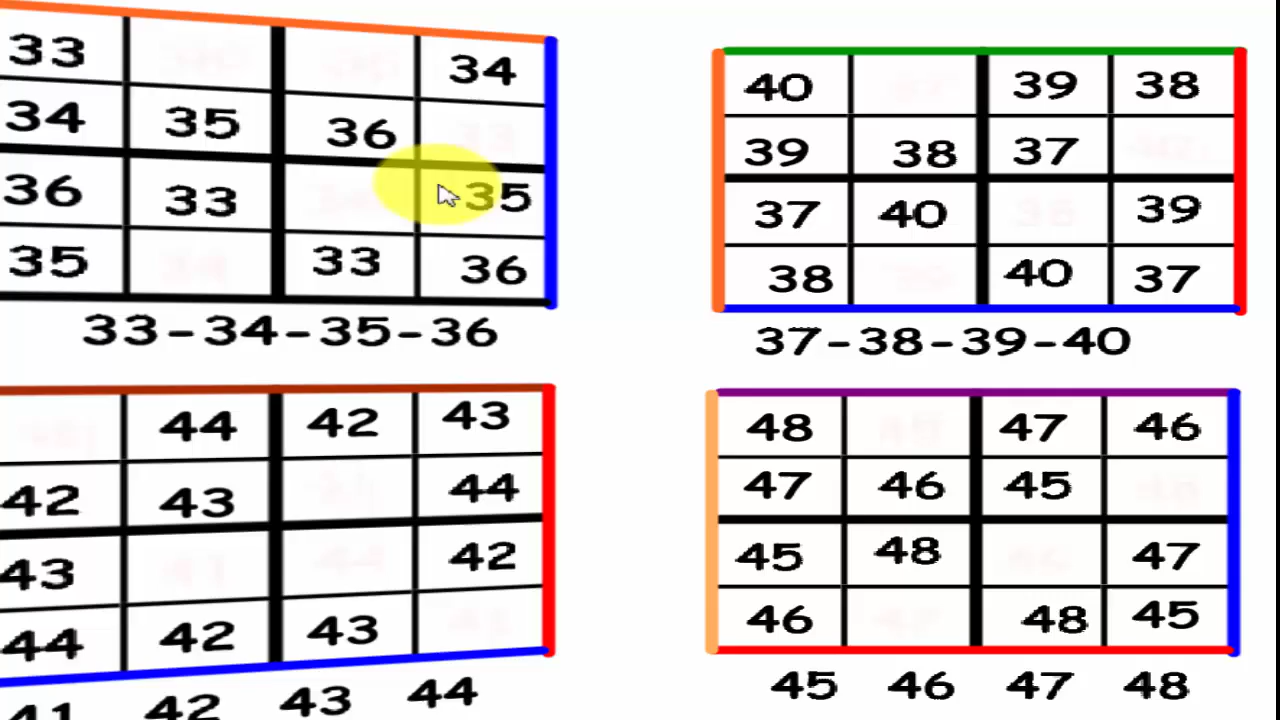 33 34
34 35 36
36 33 35
35 33 36
33-34-35-36
40 39 38
39 38 37
37 40 39
38 40 37
37-38-39-40
44 42 43
42 43 44
43 42
44 42 43
41 42 43 44
48 47 46
47 46 45
45 48 47
46 48 45
45 46 47 48